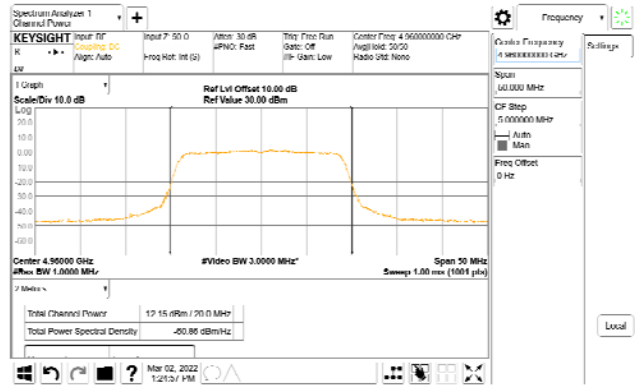 Spectrum Analyzer 1
Channel Power
Frequency
KEYSIGHT
Input: RF
Coupling: DC
Align: Auto
Input Z: 50 Ω
Freq Ref: Int (S)
Atten: 30 dB
#PNO: Fast
Trig: Free Run
Gate: Off
#IF Gain: Low
Center Freq: 4.960000000 GHz
Avg|Hold: 50/50
Radio Std: None
R
Center Frequency
4.960000000 GHz
Settings
Span
50.000 MHz
CF Step
5.000000 MHz
Auto
Man
Freq Offset
0 Hz
1 Graph
Scale/Div 10.0 dB
Ref Lvl Offset 10.00 dB
Ref Value 30.00 dBm
Log
20.0
10.0
0.00
-10.0
-20.0
-30.0
-40.0
-50.0
-60.0
Center 4.96000 GHz
#Res BW 1.0000 MHz
#Video BW 3.0000 MHz*
Span 50 MHz
Sweep 1.00 ms (1001 pts)
2 Metrics
Total Channel Power 12.15 dBm / 20.0 MHz
Total Power Spectral Density -60.86 dBm/Hz
Local
?
Mar 02, 2022
1:24:57 PM